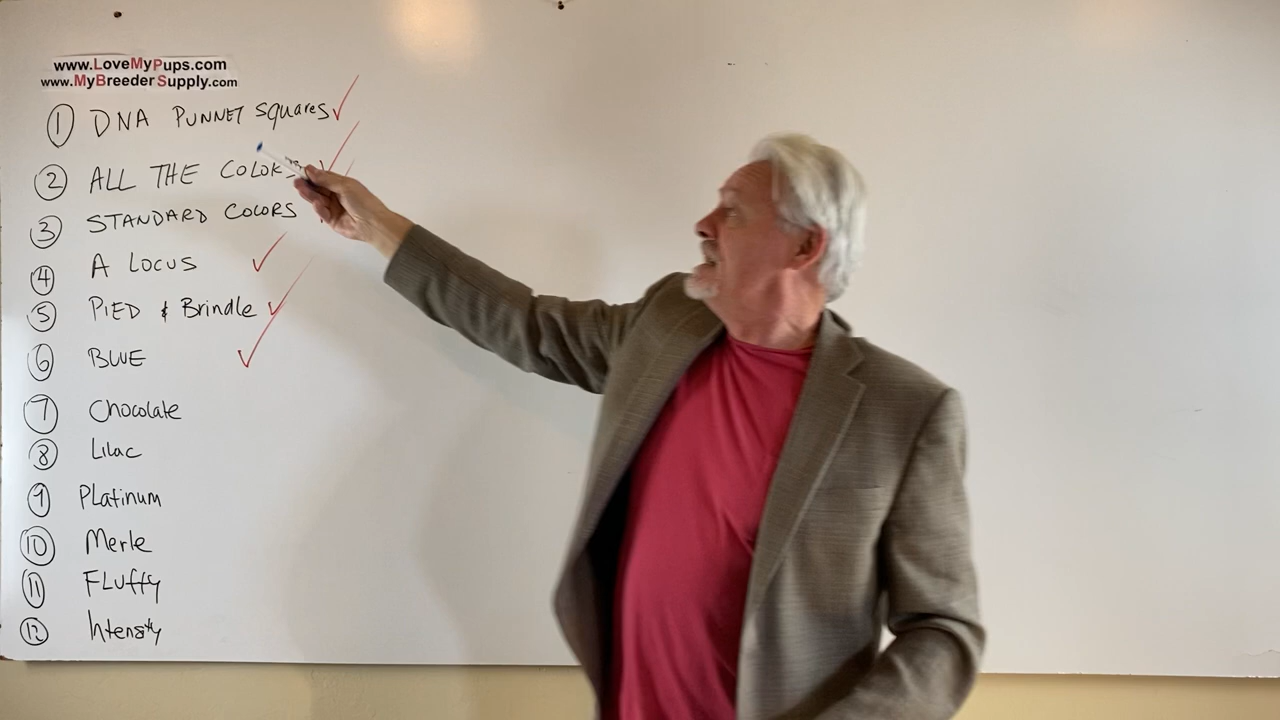 www.LoveMyPups.com
www.MyBreederSupply.com
1 DNA PUNNET Squares
2 ALL THE COLORS
3 STANDARD COLORS
4 A LOCUS
5 PIED & Brindle
6 BLUE
7 Chocolate
8 Lilac
9 PLatinum
10 Merle
11 FLuffy
12 Intensity